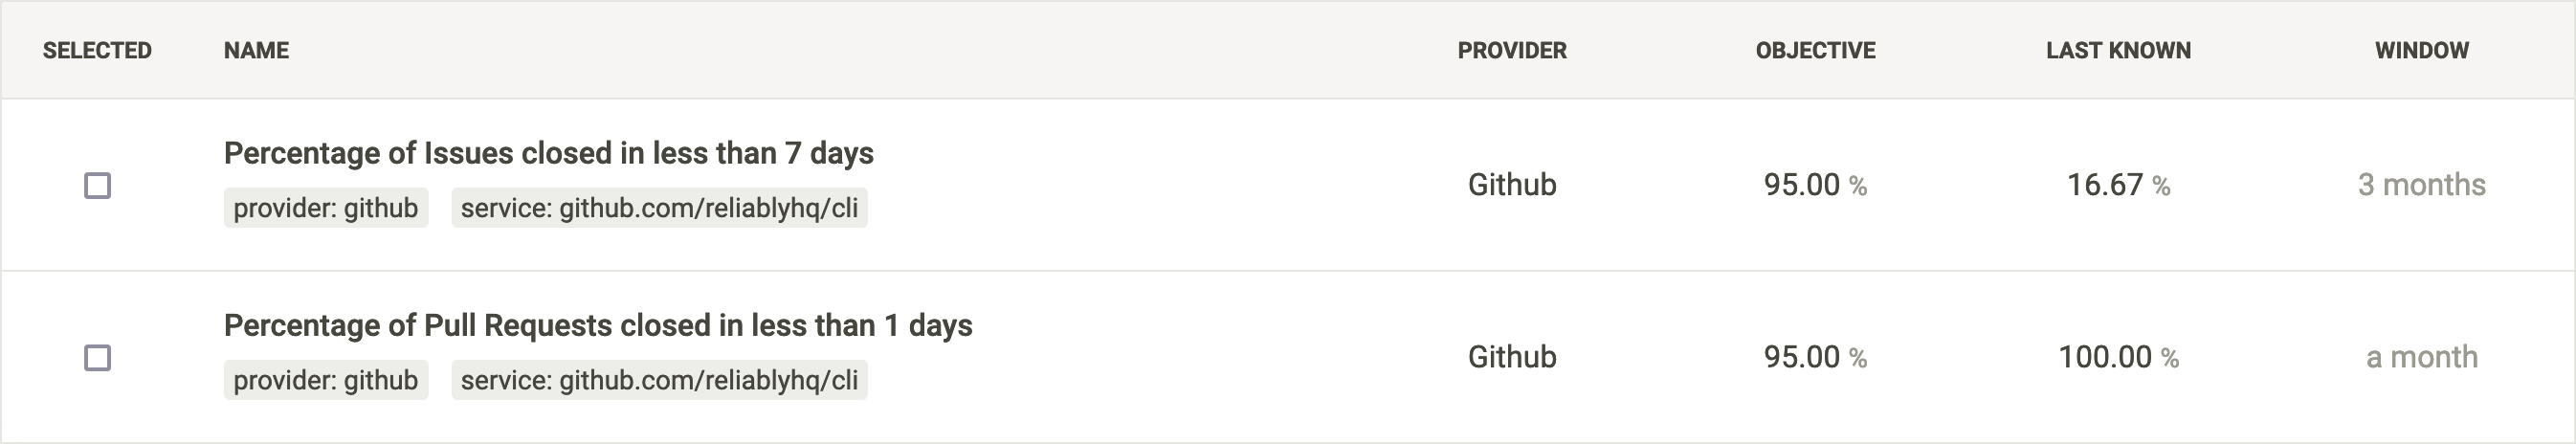 SELECTED NAME PROVIDER OBJECTIVE LAST KNOWN WINDOW
Percentage of Issues closed in less than 7 days
provider: github service: github.com/reliablyhq/cli
Github 95.00 % 16.67 % 3 months
Percentage of Pull Requests closed in less than 1 days
provider: github service: github.com/reliablyhq/cli
Github 95.00 % 100.00 % a month